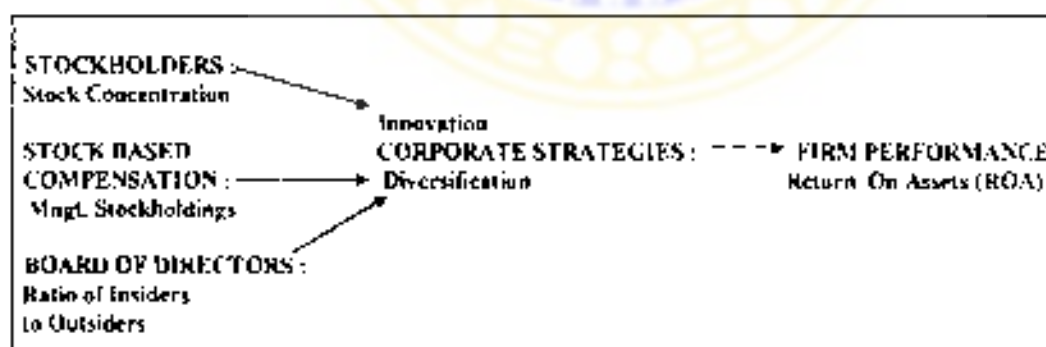 STOCKHOLDERS :
Stock Concentration
STOCK BASED
COMPENSATION :
Mngt. Stockholdings
BOARD OF DIRECTORS :
Ratio of Insiders
to Outsiders
Innovation
CORPORATE STRATEGIES :
Diversification
FIRM PERFORMANCE
Return On Assets (ROA)